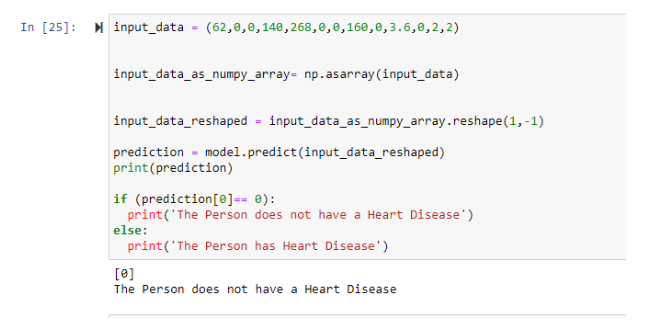 In [25]: input_data = (62,0,0,140,268,0,0,160,0,3.6,0,2,2)
input_data_as_numpy_array= np.asarray(input_data)
input_data_reshaped = input_data_as_numpy_array.reshape(1,-1)
prediction = model.predict(input_data_reshaped)
print(prediction)
if (prediction[0]== 0):
  print('The Person does not have a Heart Disease')
else:
  print('The Person has Heart Disease')
[0]
The Person does not have a Heart Disease